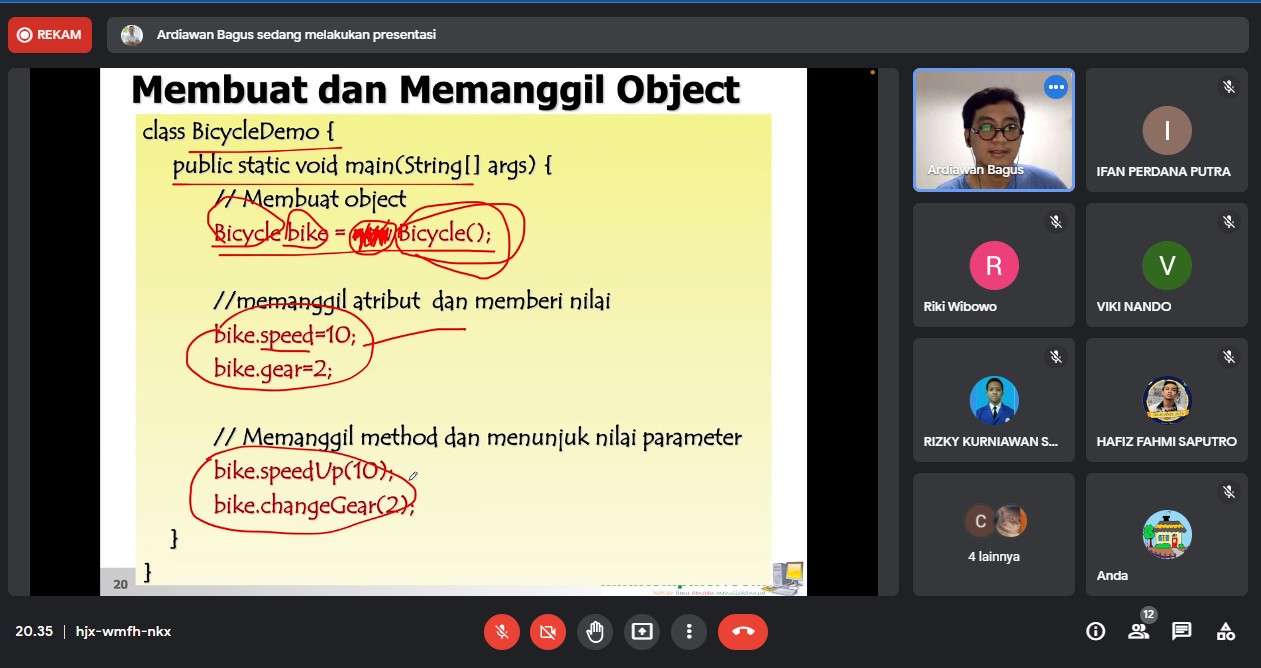 REKAM
Ardiawan Bagus sedang melakukan presentasi
Membuat dan Memanggil Object
class BicycleDemo {
public static void main(String[] args) {
// Membuat object
Bicycle bike = Bicycle();
//memanggil atribut dan memberi nilai
bike.speed=10;
bike.gear=2;
// Memanggil method dan menunjuk nilai parameter
bike.speedUp(10);
bike.changeGear(2);
}
}
20
Ardiawan Bagus
I
IFAN PERDANA PUTRA
R
Riki Wibowo
V
VIKI NANDO
RIZKY KURNIAWAN S...
HAFIZ FAHMI SAPUTRO
C
4 lainnya
Anda
20.35 | hjx-wmfh-nkx
12